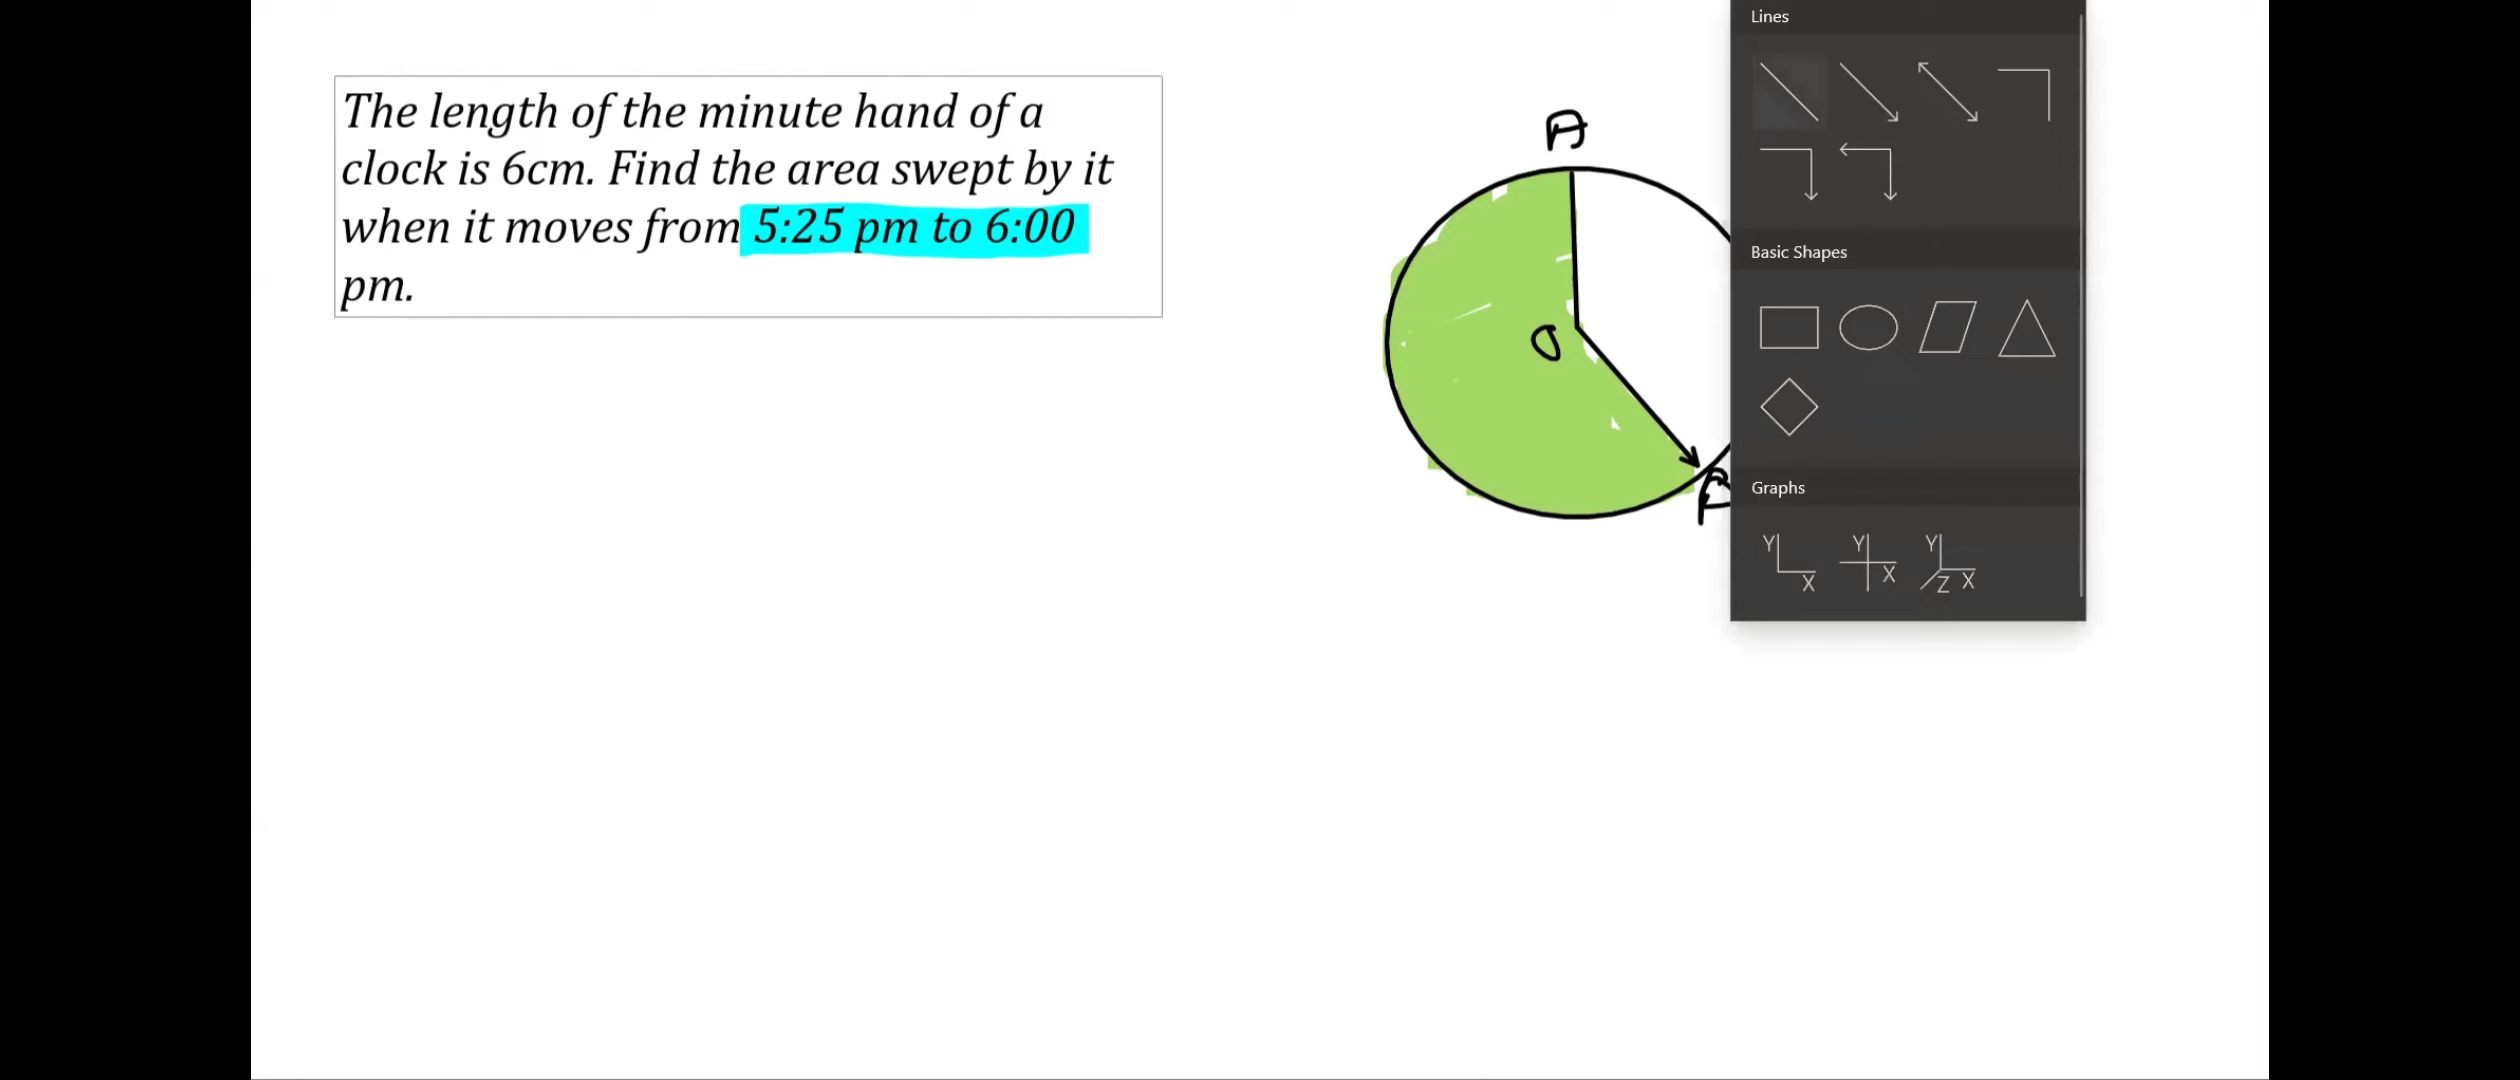 The length of the minute hand of a
clock is 6cm. Find the area swept by it
when it moves from 5:25 pm to 6:00
pm.
A
O
B
Lines
Basic Shapes
Graphs
Y
X
Y
X
Y
Z X